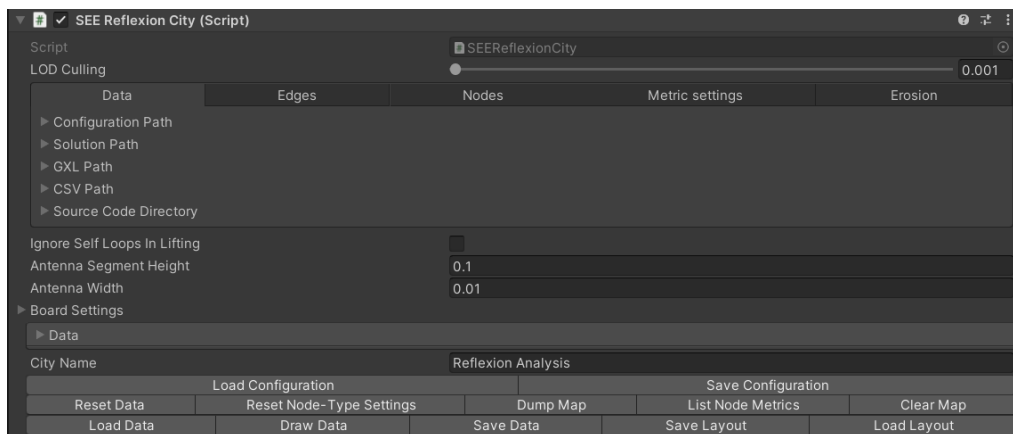 SEE Reflexion City (Script)
Script SEEReflexionCity
LOD Culling 0.001
Data Edges Nodes Metric settings Erosion
Configuration Path
Solution Path
GXL Path
CSV Path
Source Code Directory
Ignore Self Loops In Lifting
Antenna Segment Height 0.1
Antenna Width 0.01
Board Settings
Data
City Name Reflexion Analysis
Load Configuration Save Configuration
Reset Data Reset Node-Type Settings Dump Map List Node Metrics Clear Map
Load Data Draw Data Save Data Save Layout Load Layout